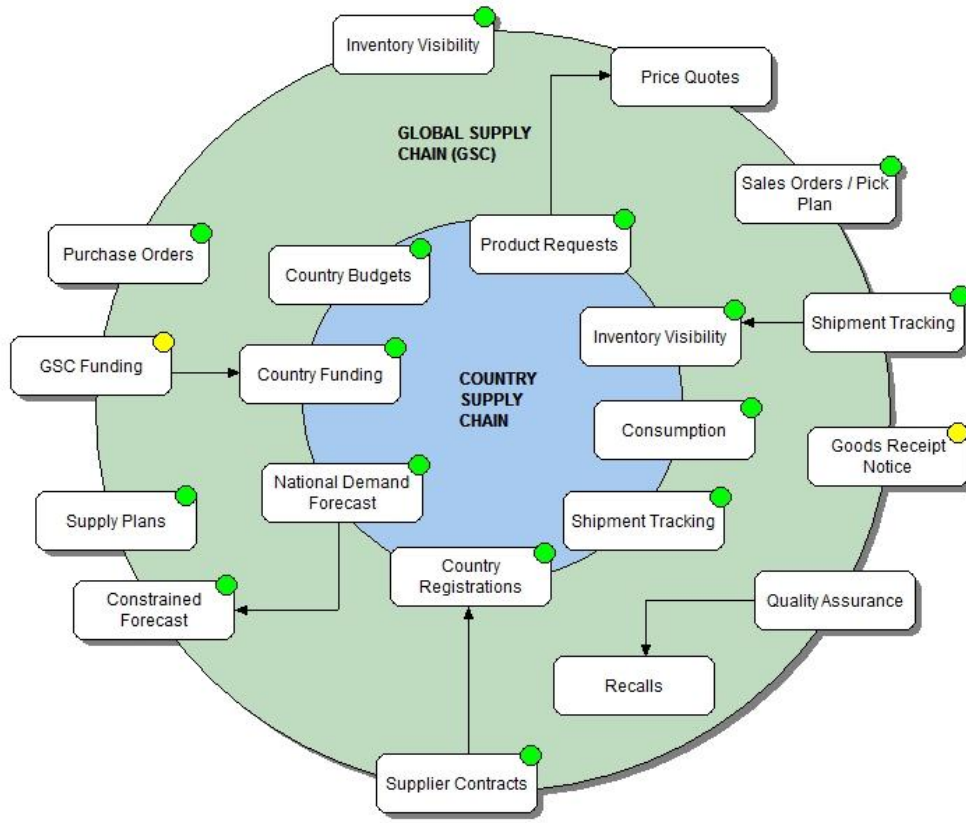 Inventory Visibility
Price Quotes
GLOBAL SUPPLY
CHAIN (GSC)
Sales Orders / Pick
Plan
Purchase Orders
Product Requests
Country Budgets
Shipment Tracking
Inventory Visibility
GSC Funding
Country Funding
COUNTRY
SUPPLY
CHAIN
Consumption
Goods Receipt
Notice
National Demand
Forecast
Supply Plans
Shipment Tracking
Country
Registrations
Constrained
Forecast
Quality Assurance
Recalls
Supplier Contracts